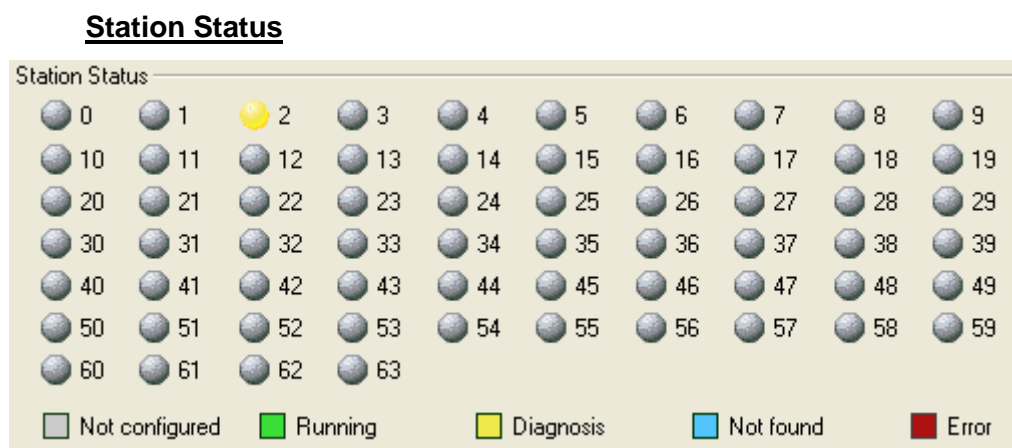 Station Status
Station Status
0 1 2 3 4 5 6 7 8 9
10 11 12 13 14 15 16 17 18 19
20 21 22 23 24 25 26 27 28 29
30 31 32 33 34 35 36 37 38 39
40 41 42 43 44 45 46 47 48 49
50 51 52 53 54 55 56 57 58 59
60 61 62 63
Not configured Running Diagnosis Not found Error